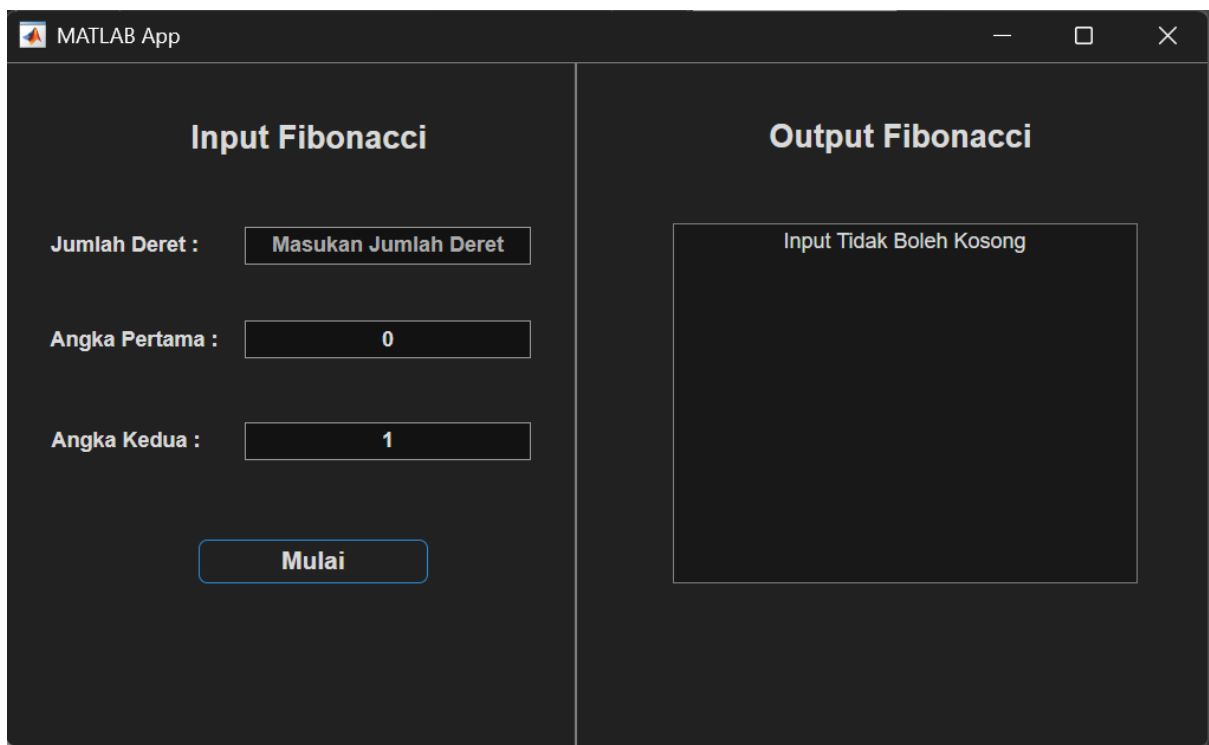 MATLAB App
Input Fibonacci
Jumlah Deret :
Masukan Jumlah Deret
Angka Pertama :
0
Angka Kedua :
1
Mulai
Output Fibonacci
Input Tidak Boleh Kosong